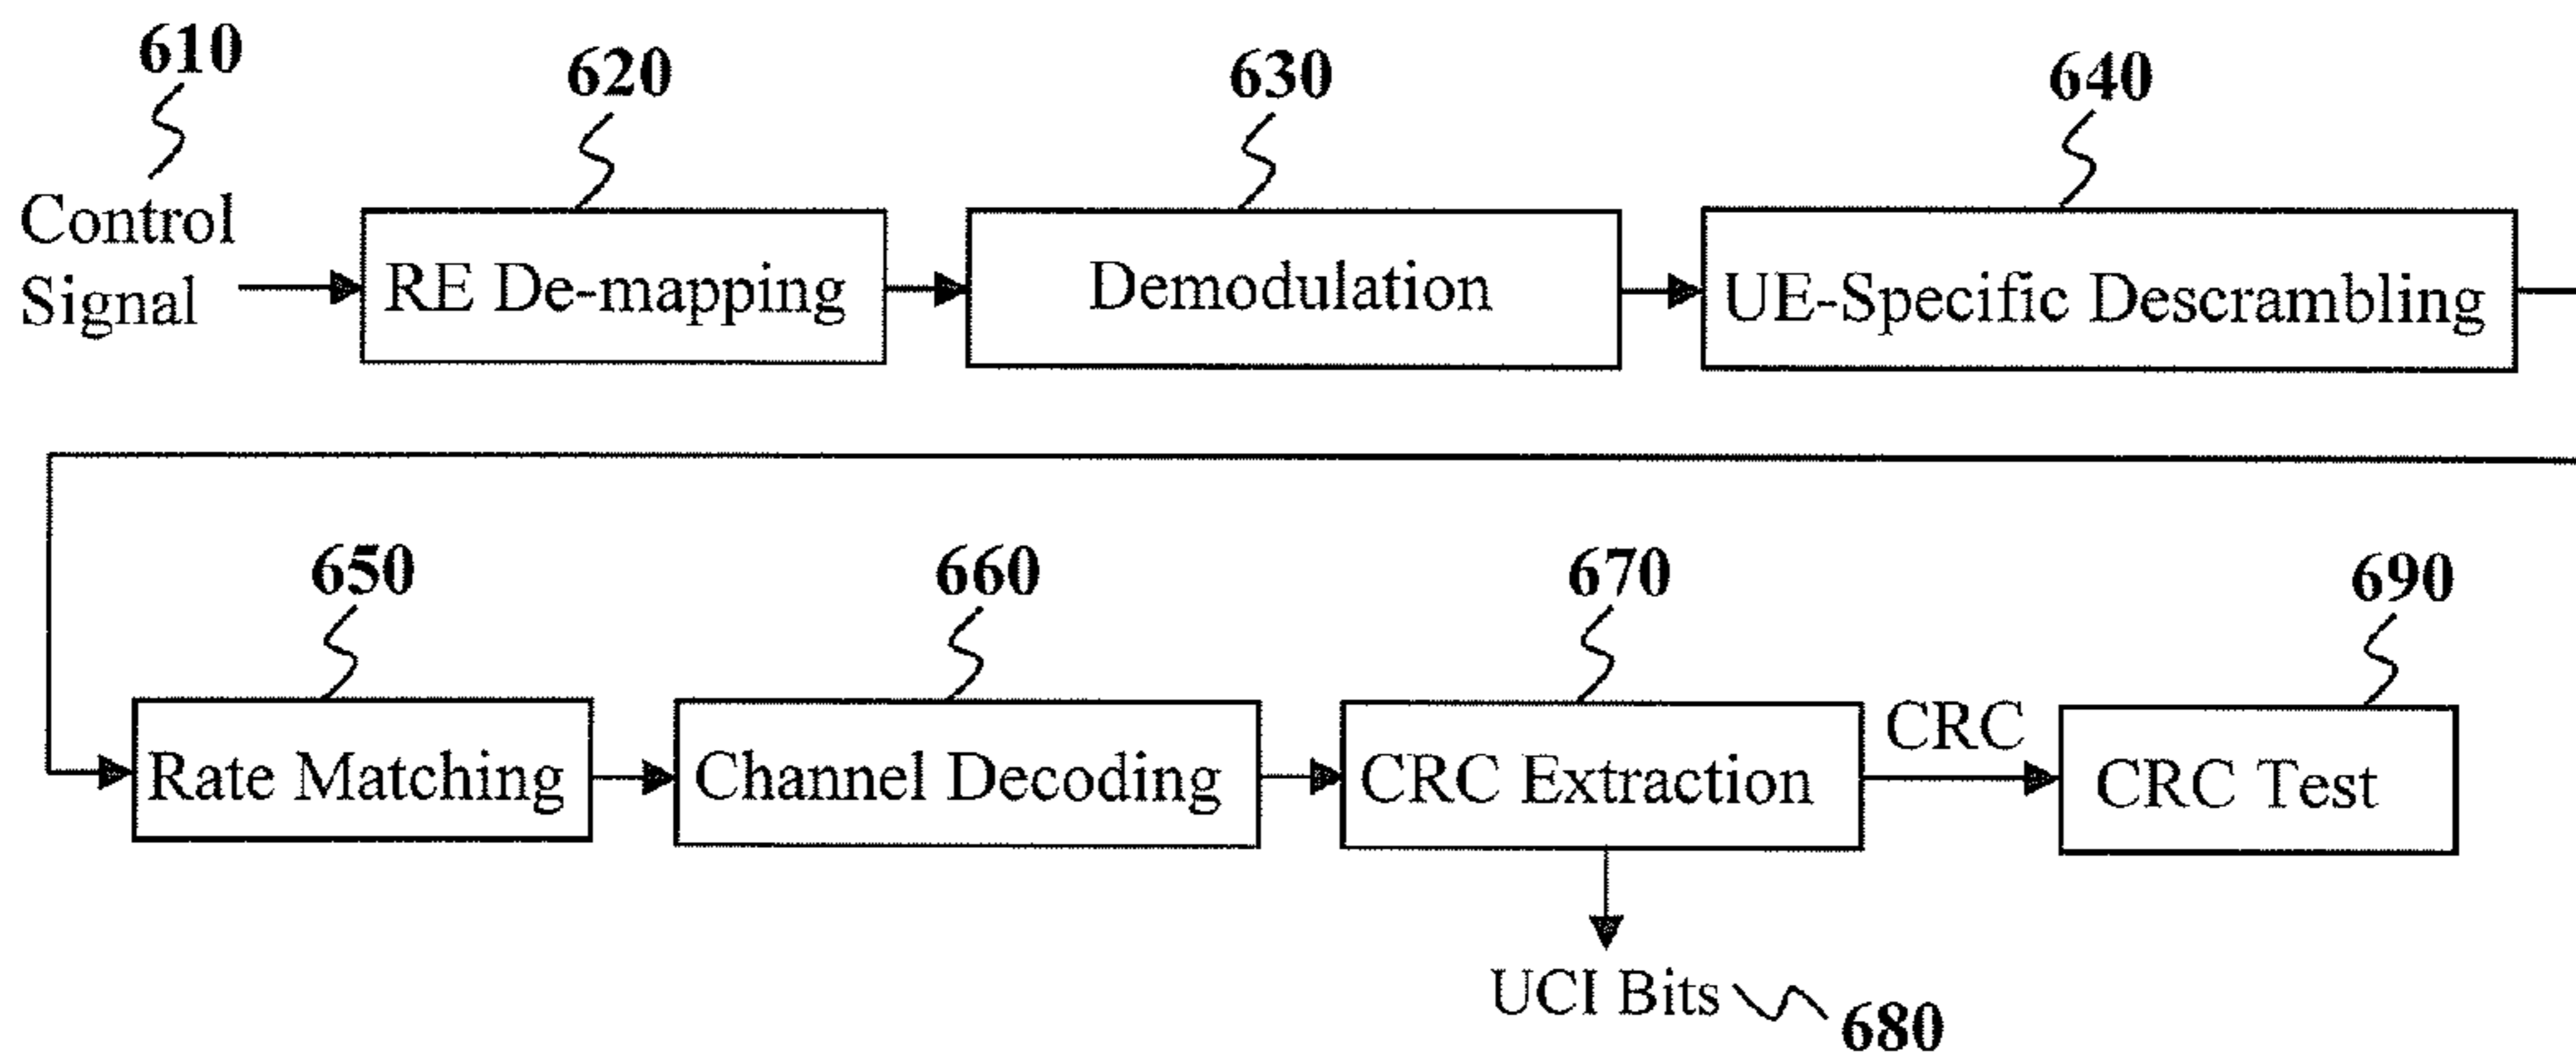 610
620
630
640
Control
Signal
RE De-mapping
Demodulation
UE-Specific Descrambling
650
660
670
690
Rate Matching
Channel Decoding
CRC Extraction
CRC
CRC Test
UCI Bits
680